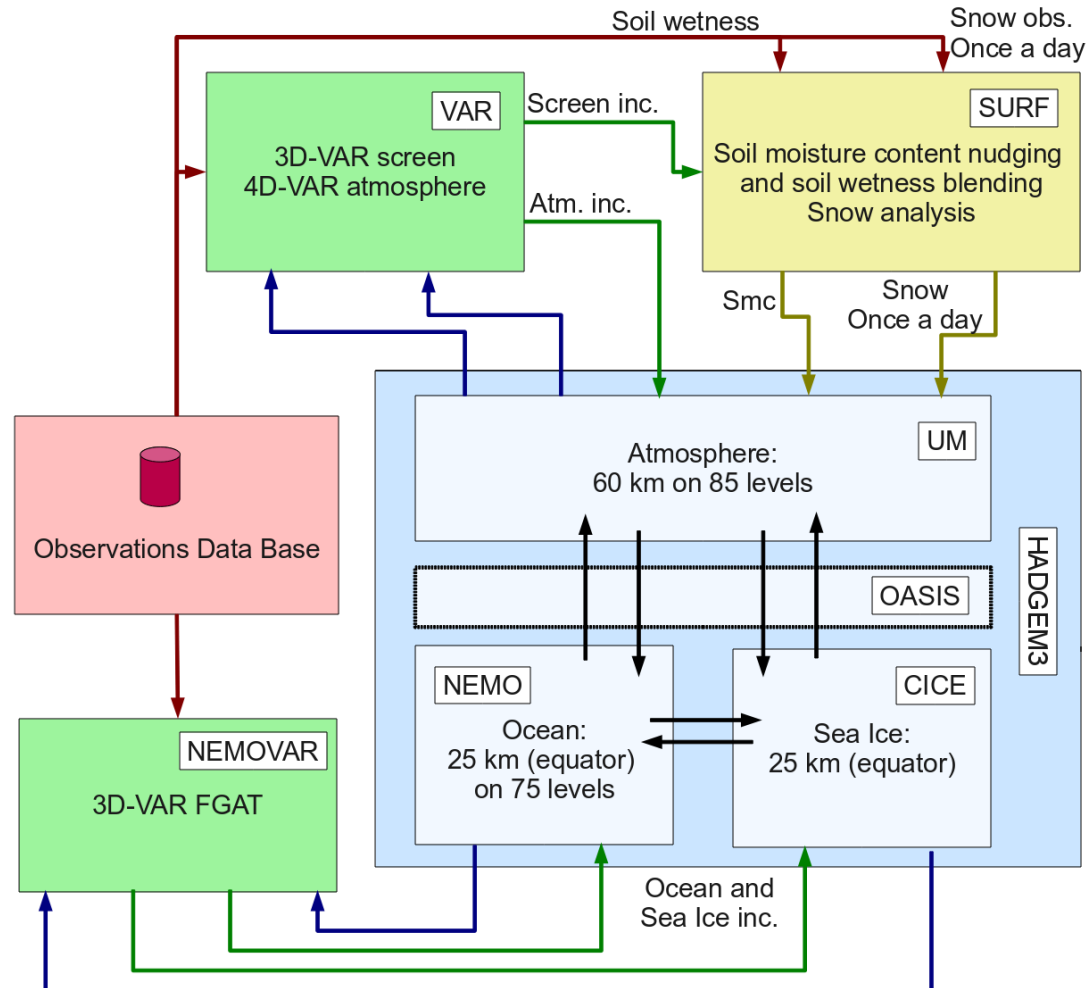 Soil wetness
Snow obs.
Once a day
VAR
3D-VAR screen
4D-VAR atmosphere
Screen inc.
Atm. inc.
SURF
Soil moisture content nudging
and soil wetness blending
Snow analysis
Smc
Snow
Once a day
UM
Atmosphere:
60 km on 85 levels
Observations Data Base
HADGEM3
OASIS
NEMO
Ocean:
25 km (equator)
on 75 levels
CICE
Sea Ice:
25 km (equator)
NEMOVAR
3D-VAR FGAT
Ocean and
Sea Ice inc.